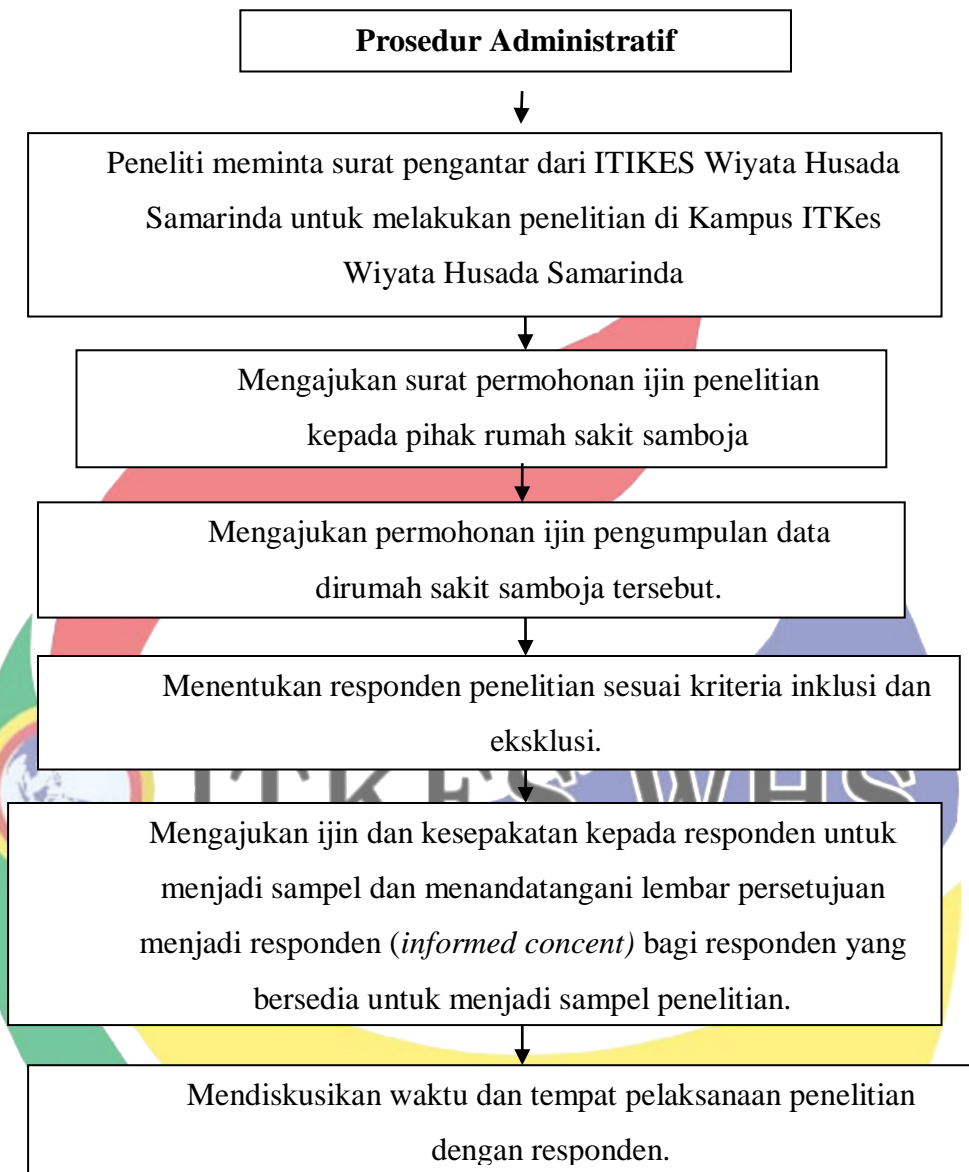 Prosedur Administratif
Peneliti meminta surat pengantar dari ITIKES Wiyata Husada
Samarinda untuk melakukan penelitian di Kampus ITKes
Wiyata Husada Samarinda
Mengajukan surat permohonan ijin penelitian
kepada pihak rumah sakit samboja
Mengajukan permohonan ijin pengumpulan data
dirumah sakit samboja tersebut.
Menentukan responden penelitian sesuai kriteria inklusi dan
eksklusi.
ITKES WHS
Mengajukan ijin dan kesepakatan kepada responden untuk
menjadi sampel dan menandatangani lembar persetujuan
menjadi responden (informed concent) bagi responden yang
bersedia untuk menjadi sampel penelitian.
Mendiskusikan waktu dan tempat pelaksanaan penelitian
dengan responden.